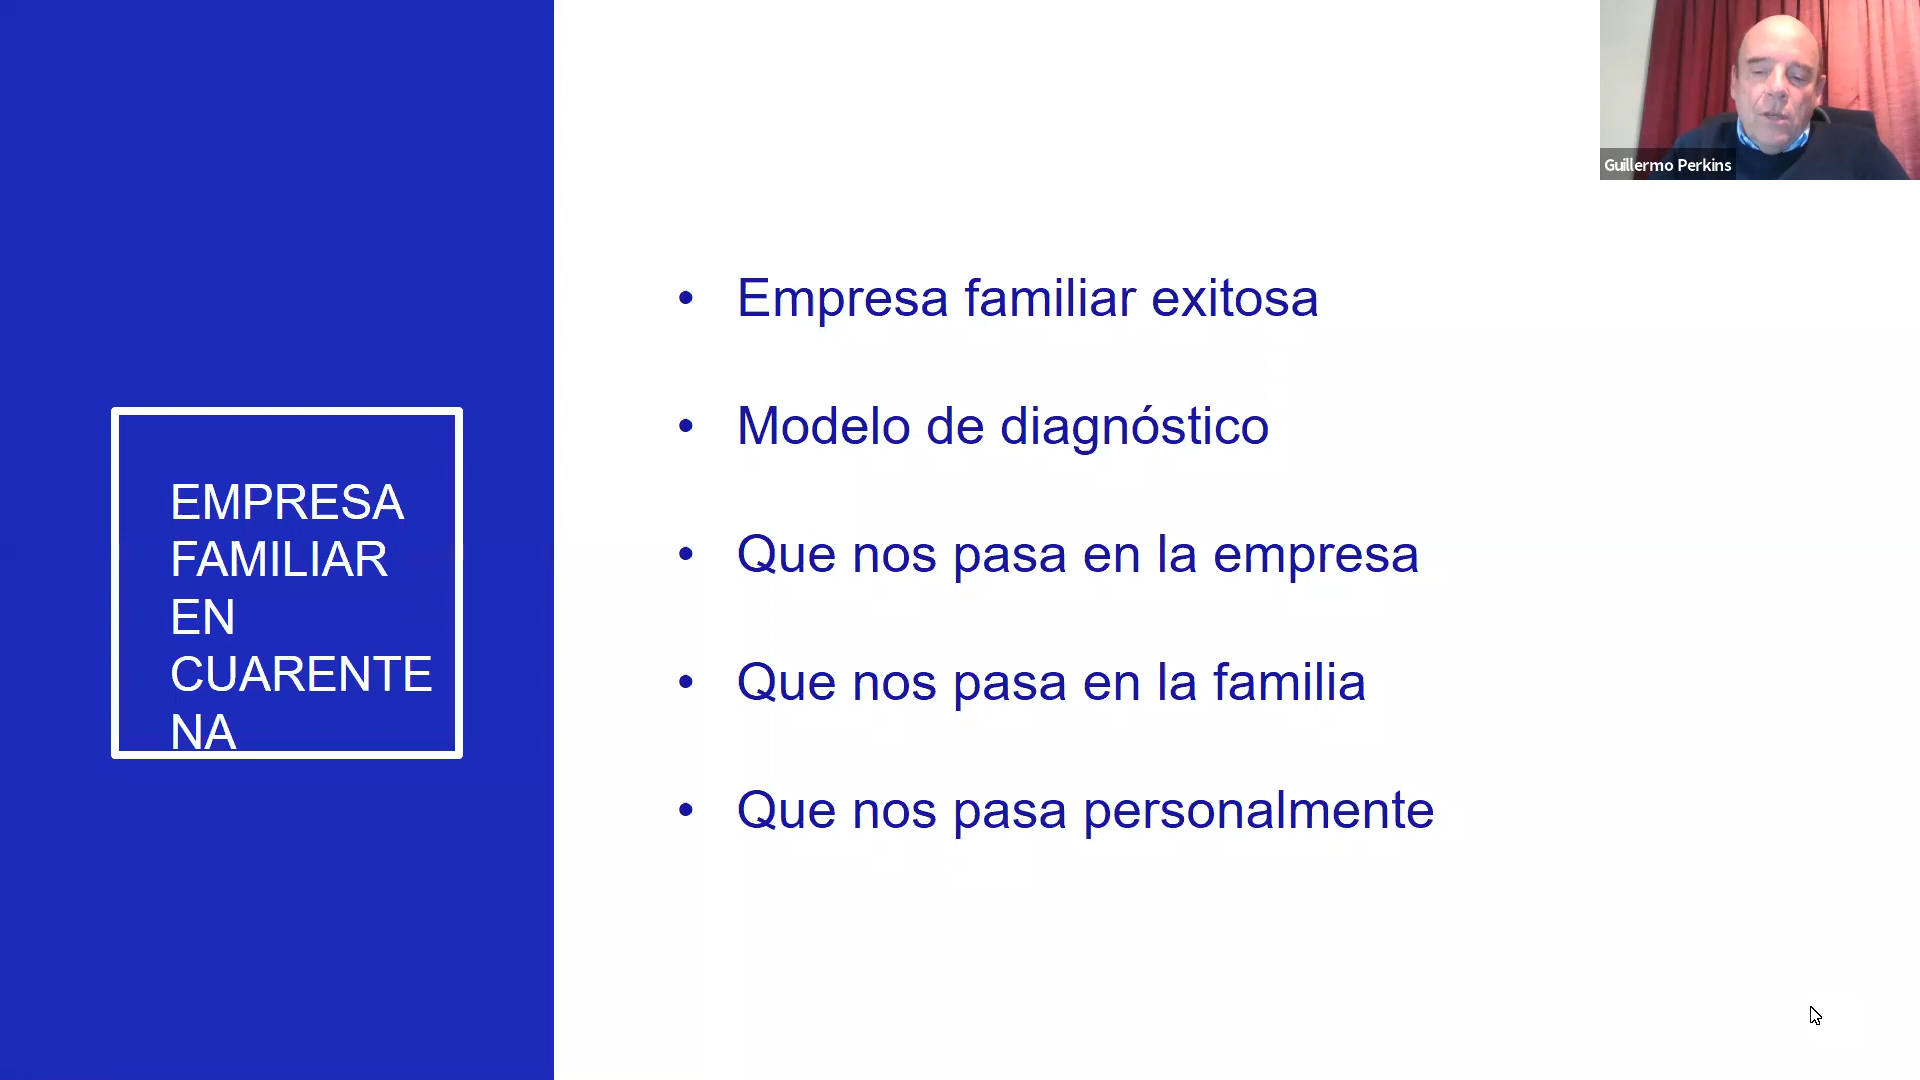 EMPRESA
FAMILIAR
EN
CUARENTE
NA
• Empresa familiar exitosa
• Modelo de diagnóstico
• Que nos pasa en la empresa
• Que nos pasa en la familia
• Que nos pasa personalmente
Guillermo Perkins